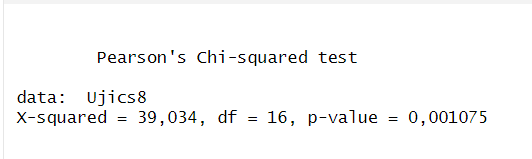 Pearson's Chi-squared test
data: Ujics8
X-squared = 39,034, df = 16, p-value = 0,001075